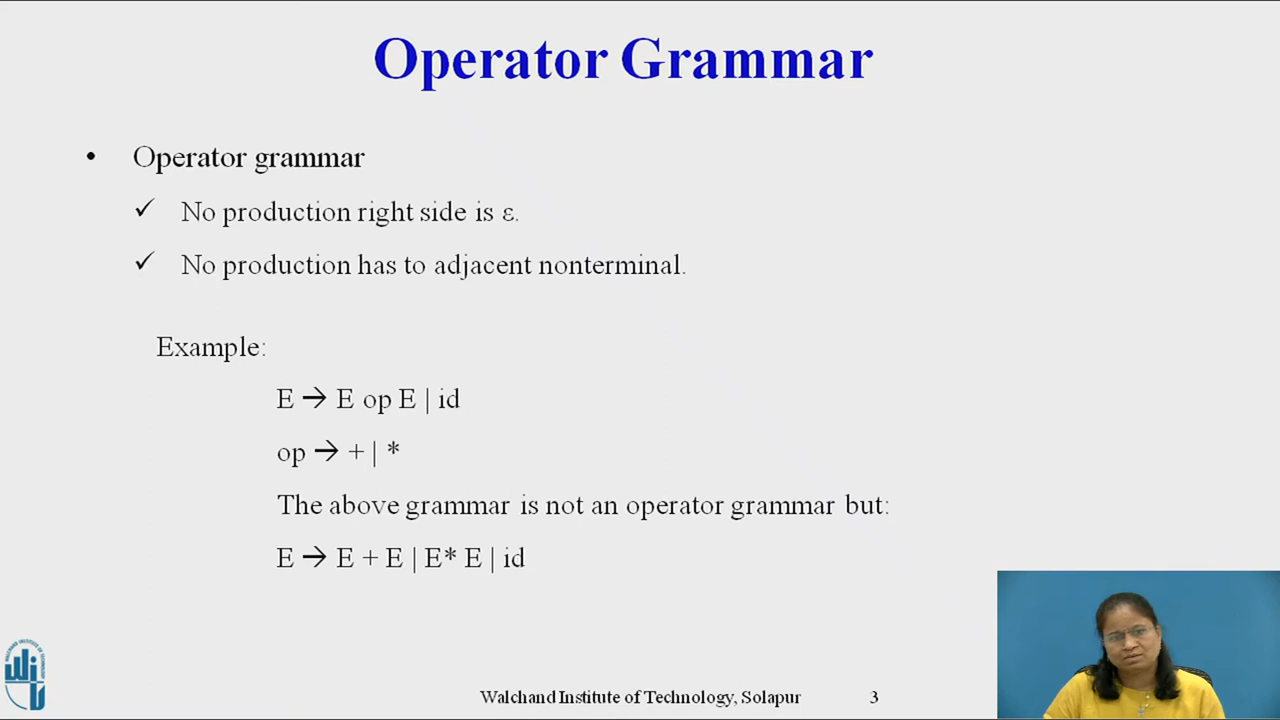 Operator Grammar
• Operator grammar
✓ No production right side is ε.
✓ No production has to adjacent nonterminal.
Example:
E → E op E | id
op → + | *
The above grammar is not an operator grammar but:
E → E + E | E* E | id
Walchand Institute of Technology, Solapur 3